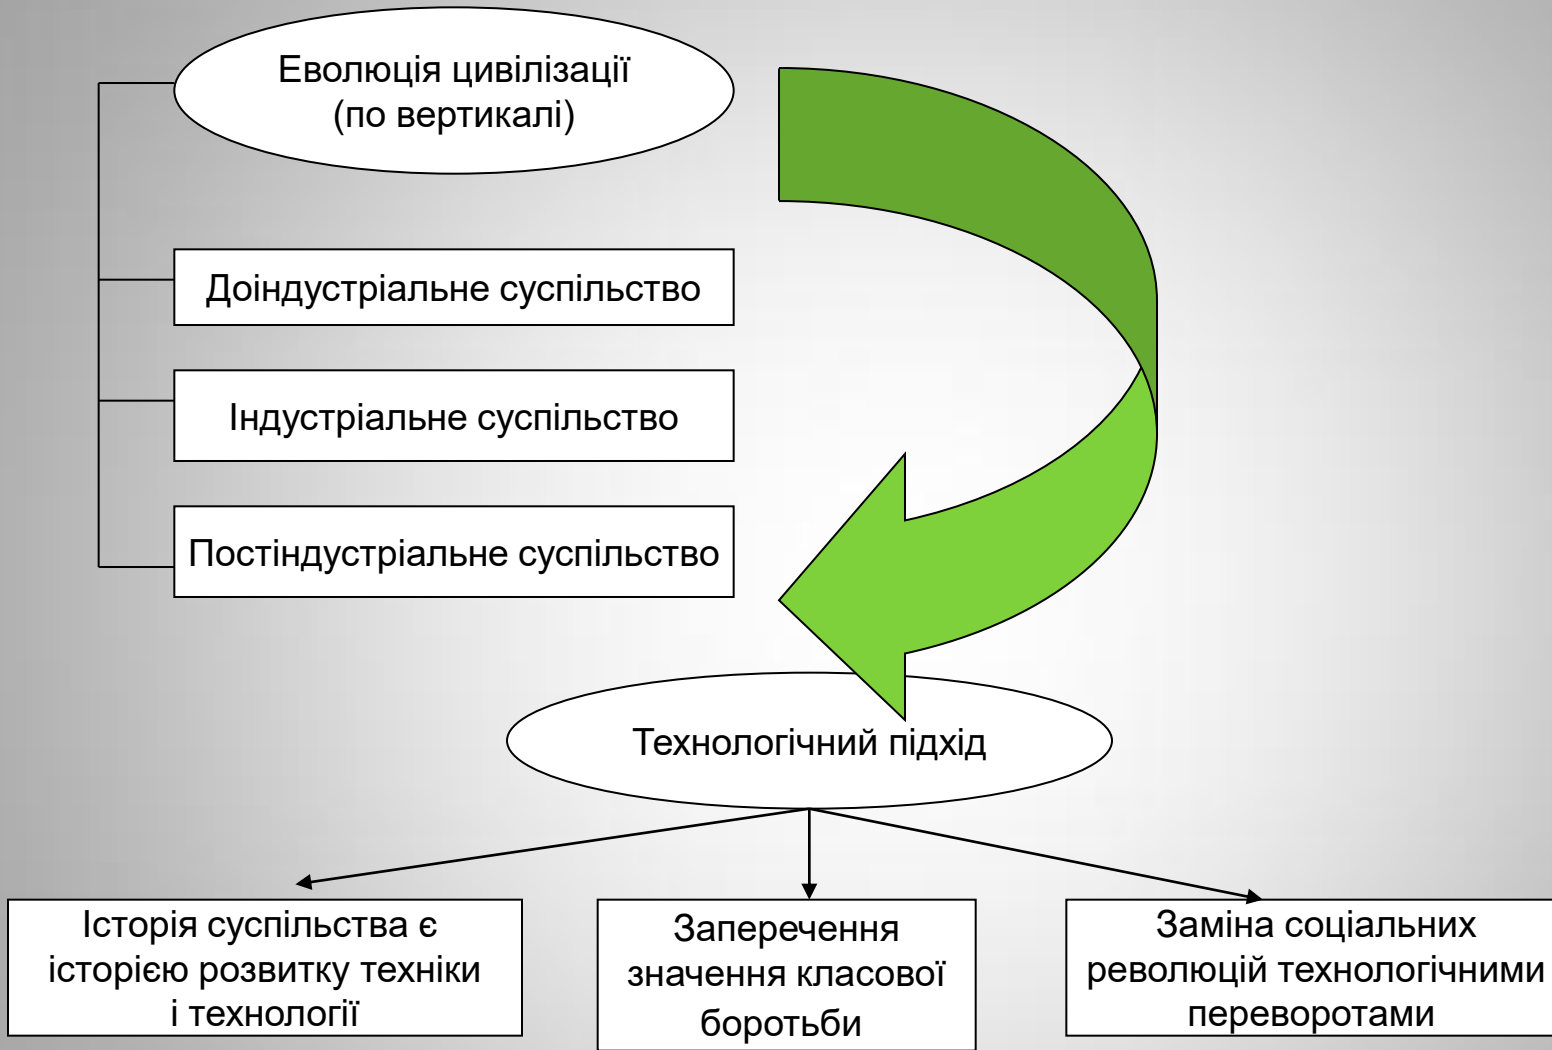 Еволюція цивілізації
(по вертикалі)
Доіндустріальне суспільство
Індустріальне суспільство
Постіндустріальне суспільство
Технологічний підхід
Історія суспільства є
історією розвитку техніки
і технології
Заперечення
значення класової
боротьби
Заміна соціальних
революцій технологічними
переворотами